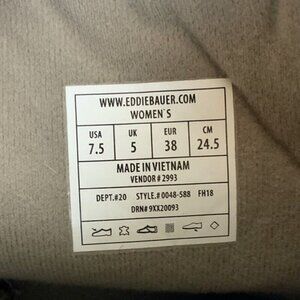 WWW.EDDIEBAUER.COM
WOMEN`S
USA UK EUR CM
7.5 5 38 24.5
MADE IN VIETNAM
VENDOR # 2993
DEPT.#20 STYLE.# 0048-588 FH18
DRN# 9XX20093